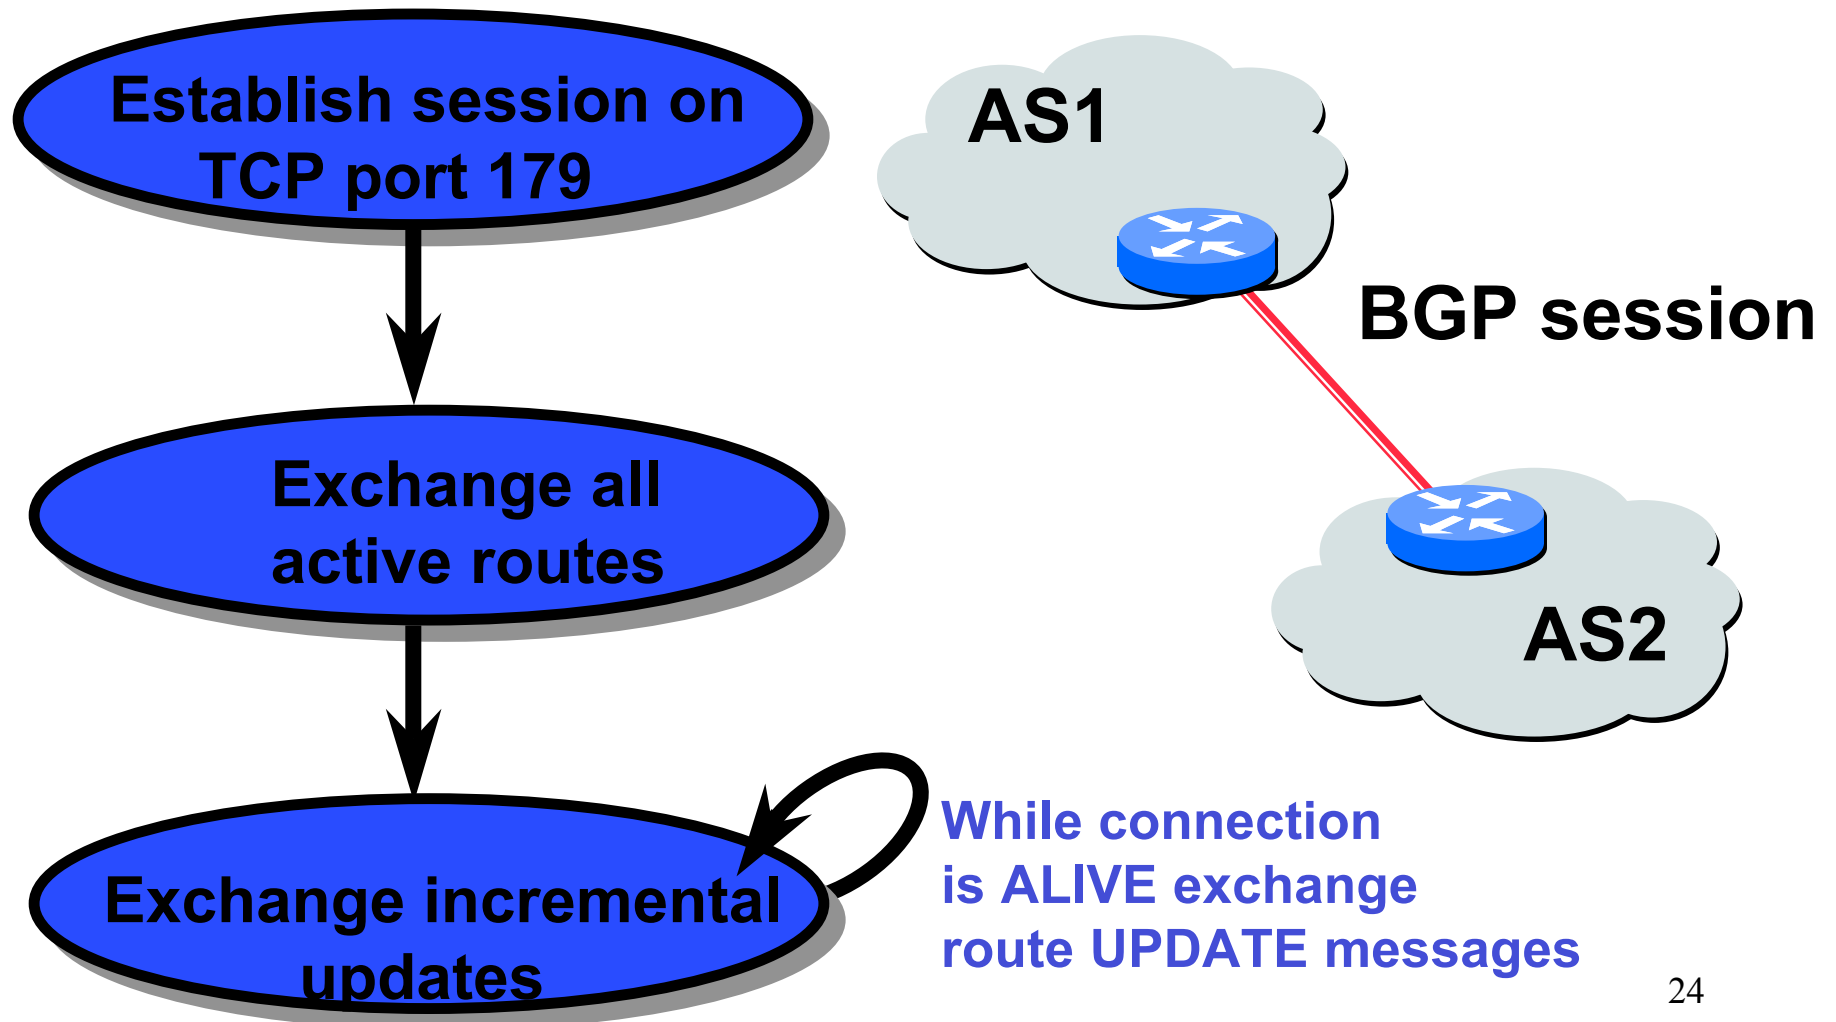 Establish session on
TCP port 179
Exchange all
active routes
Exchange incremental
updates
AS1
BGP session
AS2
While connection
is ALIVE exchange
route UPDATE messages
24